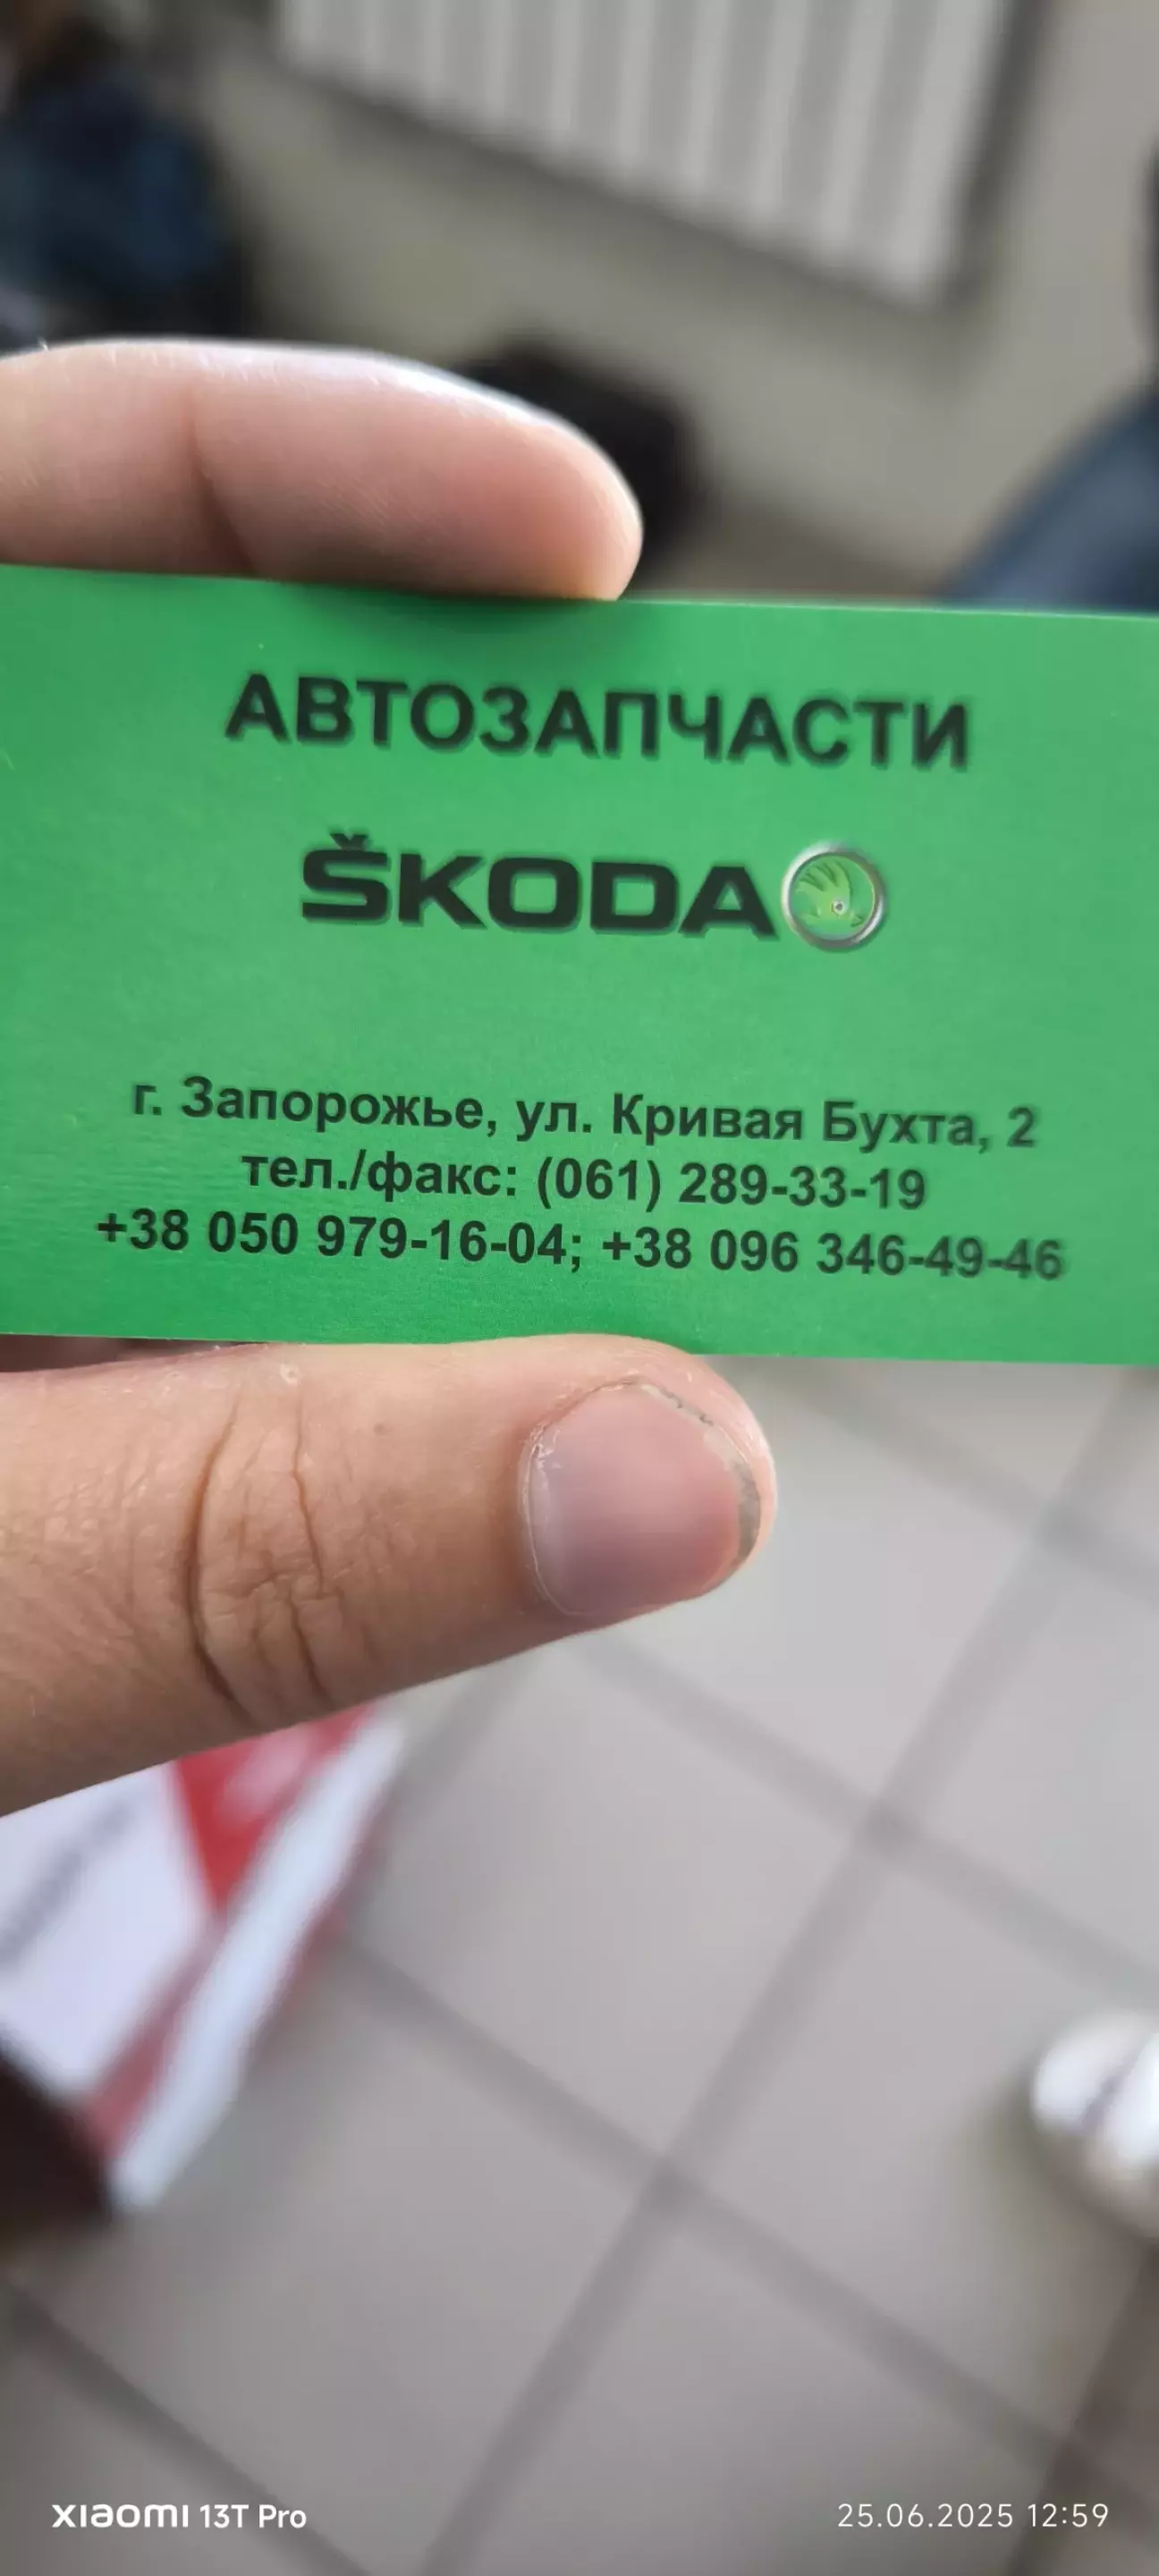 АВТОЗАПЧАСТИ
ŠKODA
г. Запорожье, ул. Кривая Бухта, 2
тел./факс: (061) 289-33-19
+38 050 979-16-04; +38 096 346-49-46
XIAOMI 13T Pro
25.06.2025 12:59